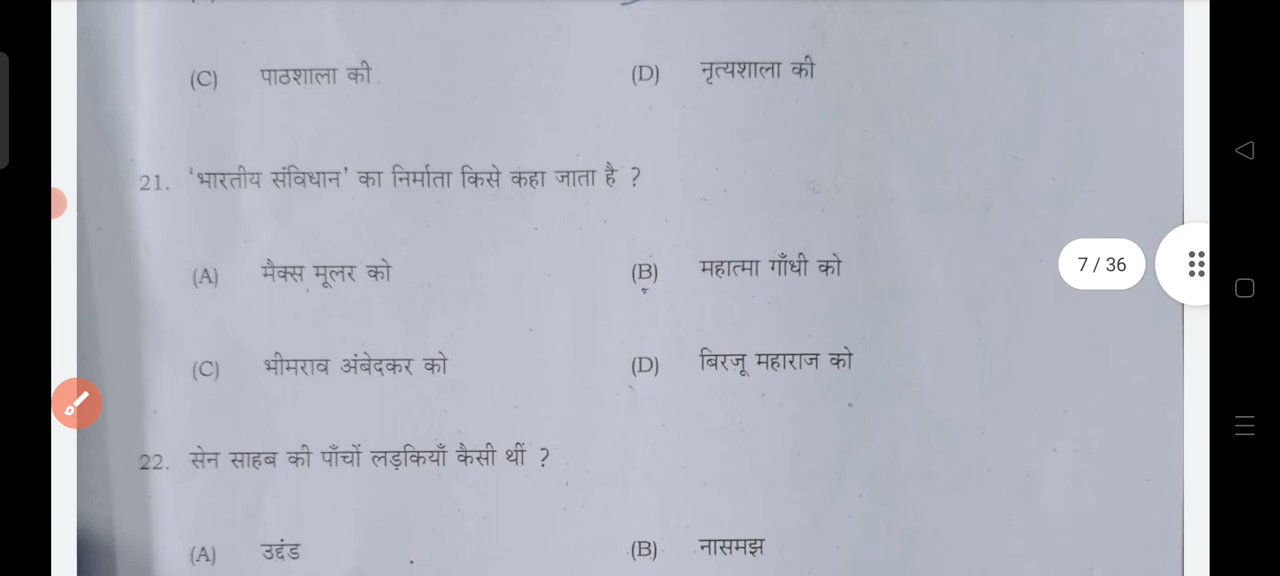 (C) पाठशाला की (D) नृत्यशाला की
21. 'भारतीय संविधान' का निर्माता किसे कहा जाता है ?
(A) मैक्स मूलर को (B) महात्मा गाँधी को
7 / 36
(C) भीमराव अंबेदकर को (D) बिरजू महाराज को
22. सेन साहब की पाँचों लड़कियाँ कैसी थीं ?
(A) उद्दंड (B) नासमझ